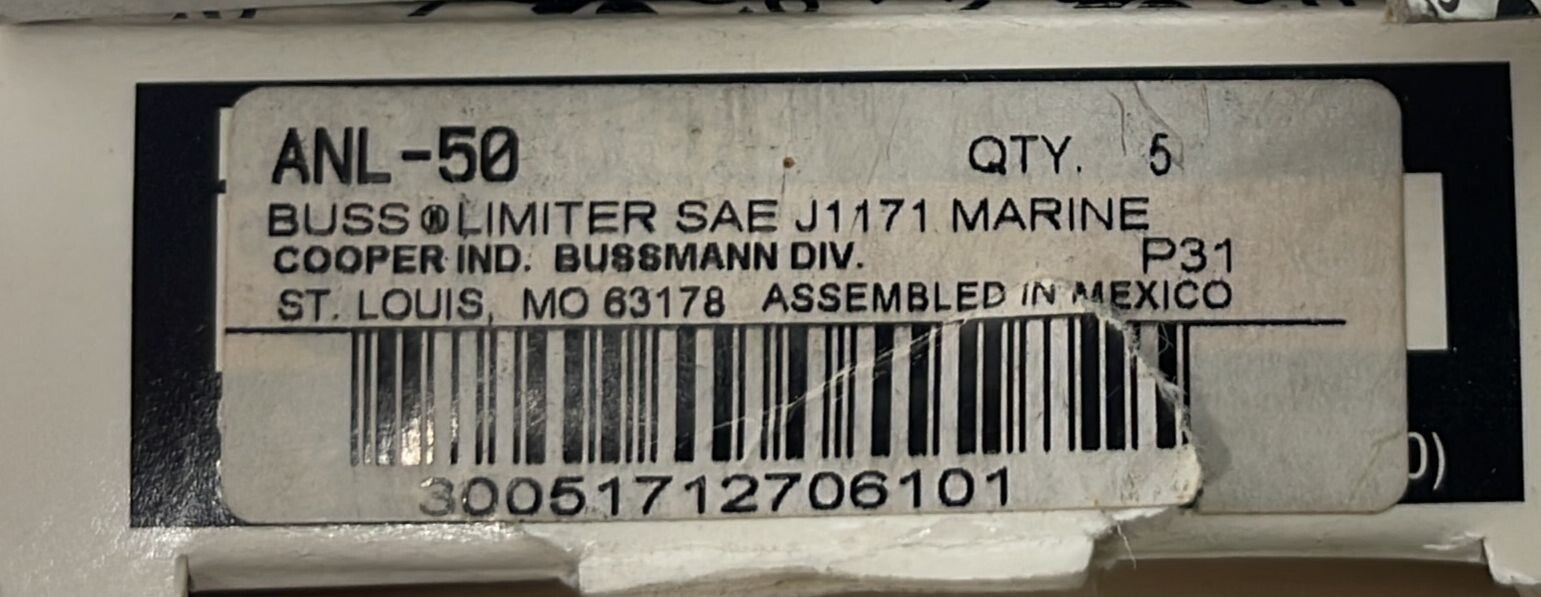 ANL-50 QTY. 5
BUSS® LIMITER SAE J1171 MARINE
COOPER IND. BUSSMANN DIV. P31
ST. LOUIS, MO 63178 ASSEMBLED IN MEXICO
30051712706101
0)